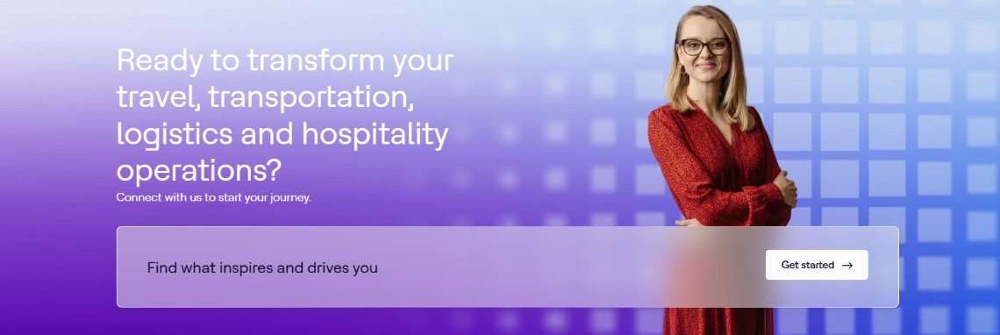 Ready to transform your
travel, transportation,
logistics and hospitality
operations?
Connect with us to start your journey.
Find what inspires and drives you
Get started →